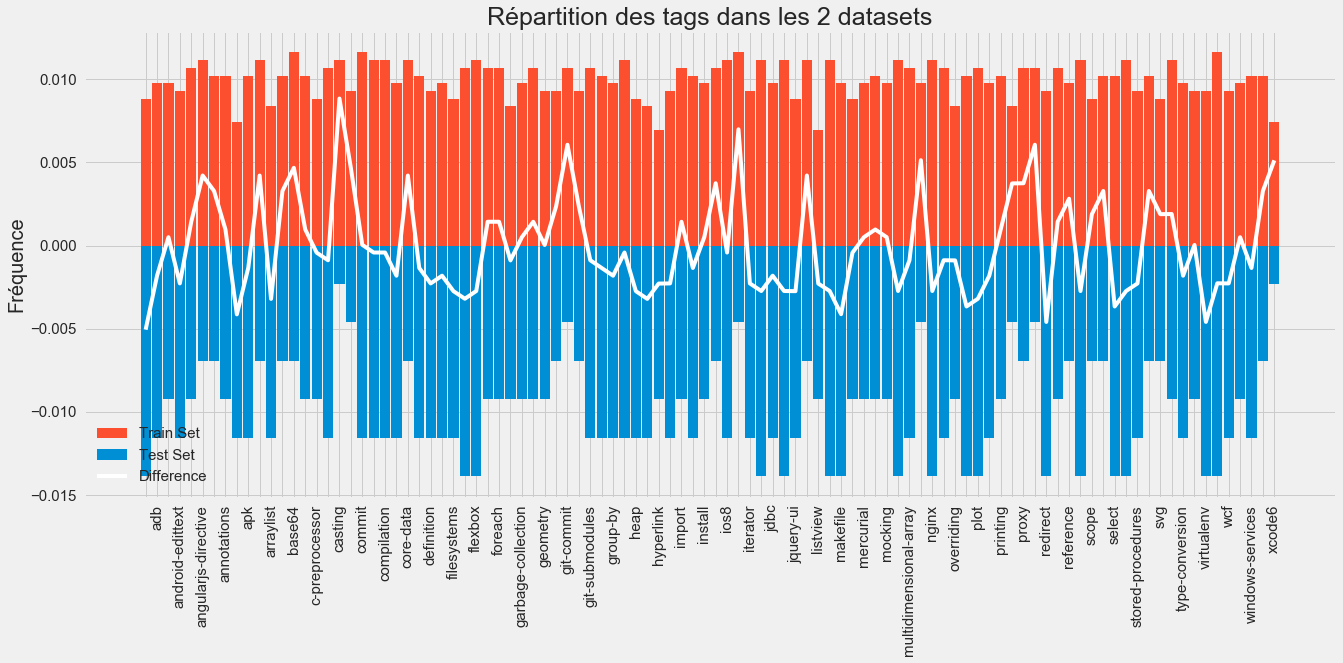 Répartition des tags dans les 2 datasets
Fréquence
0.010
0.005
0.000
−0.005
−0.010
−0.015
Train Set
Test Set
Difference
adb
android-edittext
angularjs-directive
annotations
apk
arraylist
base64
c-preprocessor
casting
commit
compilation
core-data
definition
filesystems
flexbox
foreach
garbage-collection
geometry
git-commit
git-submodules
group-by
heap
hyperlink
import
install
ios8
iterator
jdbc
jquery-ui
listview
makefile
mercurial
mocking
multidimensional-array
nginx
overriding
plot
printing
proxy
redirect
reference
scope
select
stored-procedures
svg
type-conversion
virtualenv
wcf
windows-services
xcode6